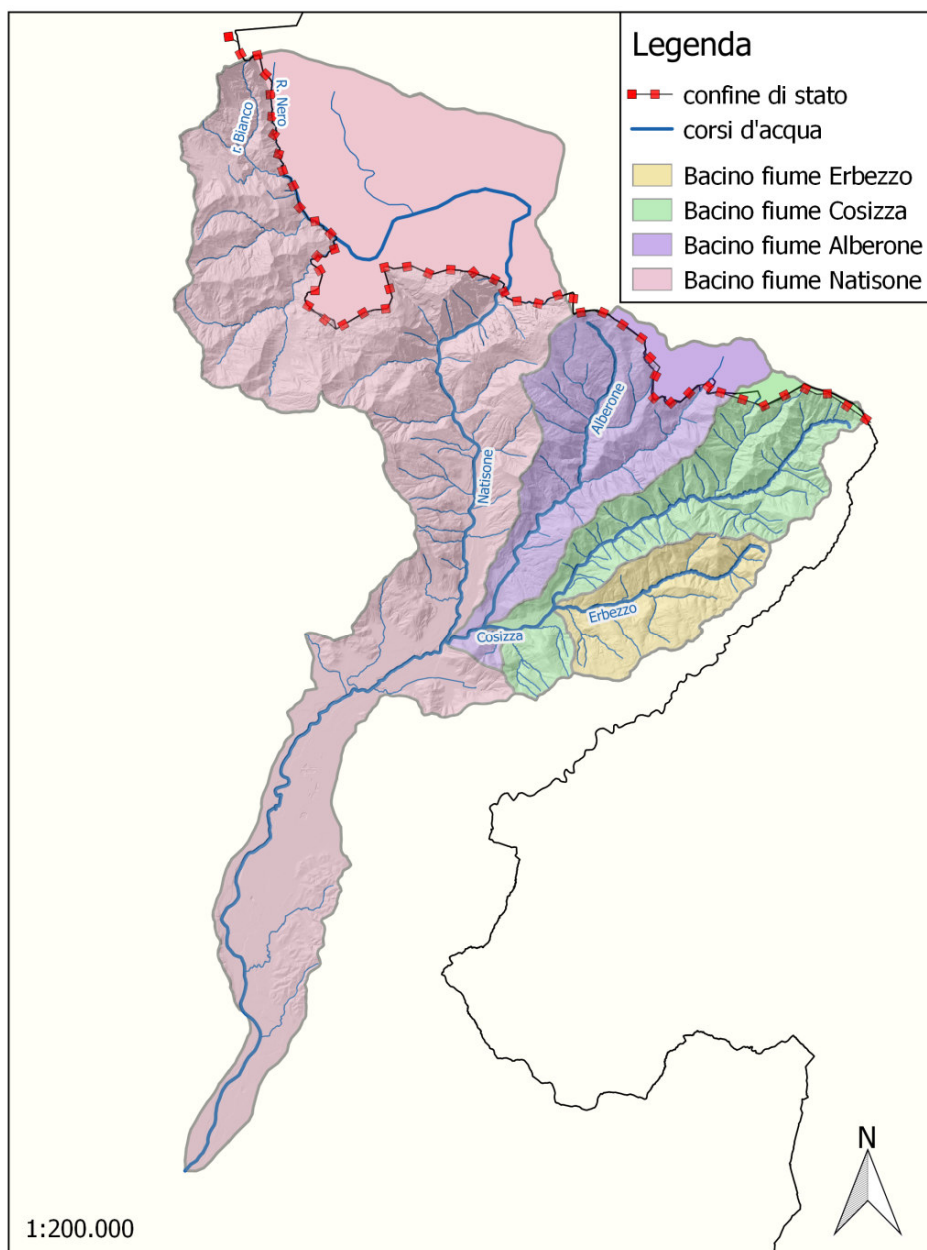 Legenda
confine di stato
corsi d'acqua
Bacino fiume Erbezzo
Bacino fiume Cosizza
Bacino fiume Alberone
Bacino fiume Natisone
r. Bianco
R. Nero
Alberone
Natisone
Erbezzo
Cosizza
N
1:200.000